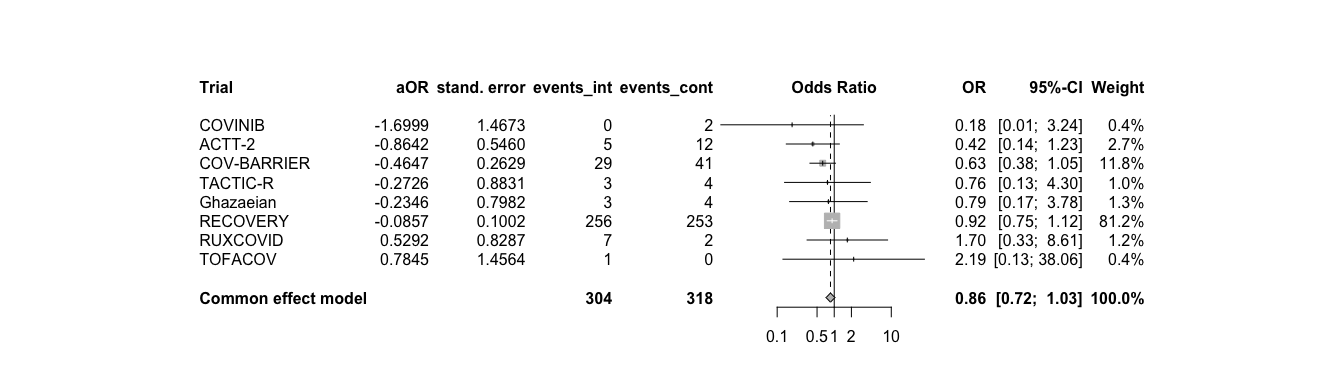 Trial aOR stand. error events_int events_cont Odds Ratio OR 95%-CI Weight
COVINIB -1.6999 1.4673 0 2 0.18 [0.01; 3.24] 0.4%
ACTT-2 -0.8642 0.5460 5 12 0.42 [0.14; 1.23] 2.7%
COV-BARRIER -0.4647 0.2629 29 41 0.63 [0.38; 1.05] 11.8%
TACTIC-R -0.2726 0.8831 3 4 0.76 [0.13; 4.30] 1.0%
Ghazaeian -0.2346 0.7982 3 4 0.79 [0.17; 3.78] 1.3%
RECOVERY -0.0857 0.1002 256 253 0.92 [0.75; 1.12] 81.2%
RUXCOVID 0.5292 0.8287 7 2 1.70 [0.33; 8.61] 1.2%
TOFACOV 0.7845 1.4564 1 0 2.19 [0.13; 38.06] 0.4%
Common effect model 304 318 0.86 [0.72; 1.03] 100.0%
0.1 0.5 1 2 10